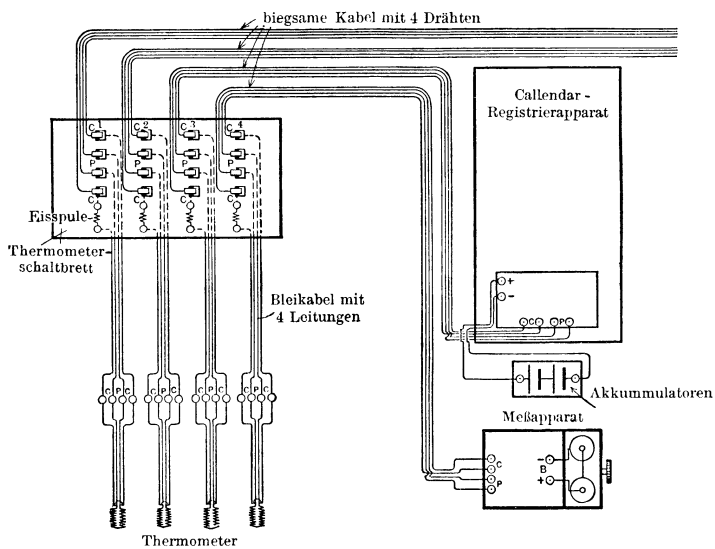 biegsame Kabel mit 4 Drähten
Callendar -
Registrierapparat
C 1 C 2 C 3 C 4
P P P P
C C C C
Eisspule
Thermometer-
schaltbrett
+
−
C P
Bleikabel mit
4 Leitungen
Akkummulatoren
Meßapparat
C P C C P C C P C C P C
C
P
− B +
Thermometer